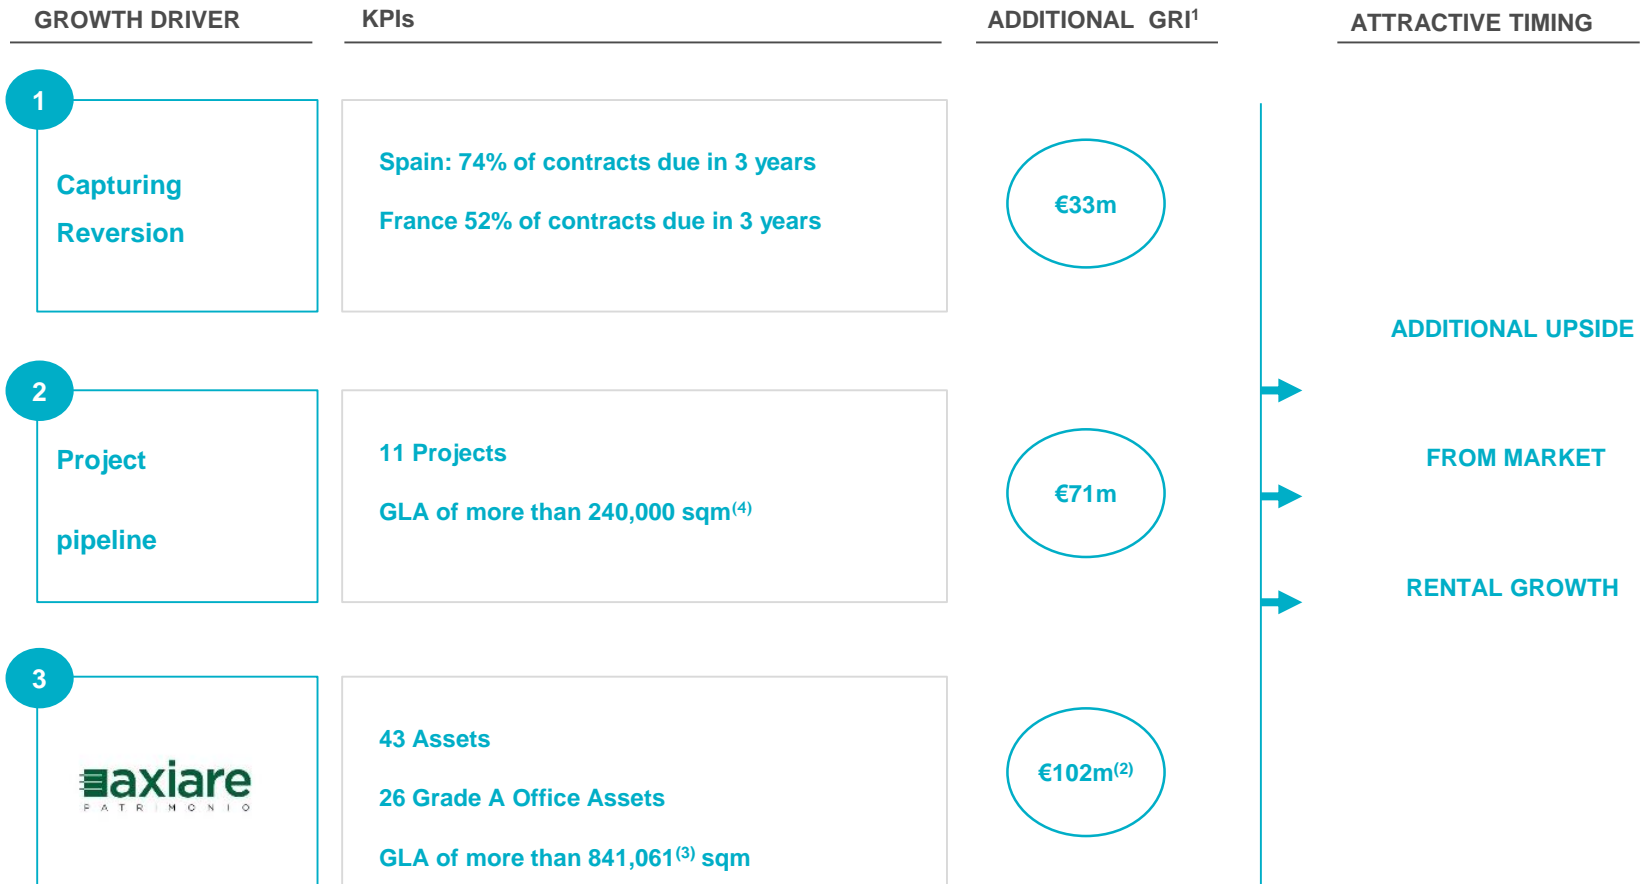 GROWTH DRIVER
KPIs
ADDITIONAL GRI¹
ATTRACTIVE TIMING
1
Capturing
Reversion
Spain: 74% of contracts due in 3 years
France 52% of contracts due in 3 years
€33m
ADDITIONAL UPSIDE
2
Project
pipeline
11 Projects
GLA of more than 240,000 sqm(4)
€71m
FROM MARKET
RENTAL GROWTH
3
axiare
PATRIMONIO
43 Assets
26 Grade A Office Assets
GLA of more than 841,061(3) sqm
€102m(2)